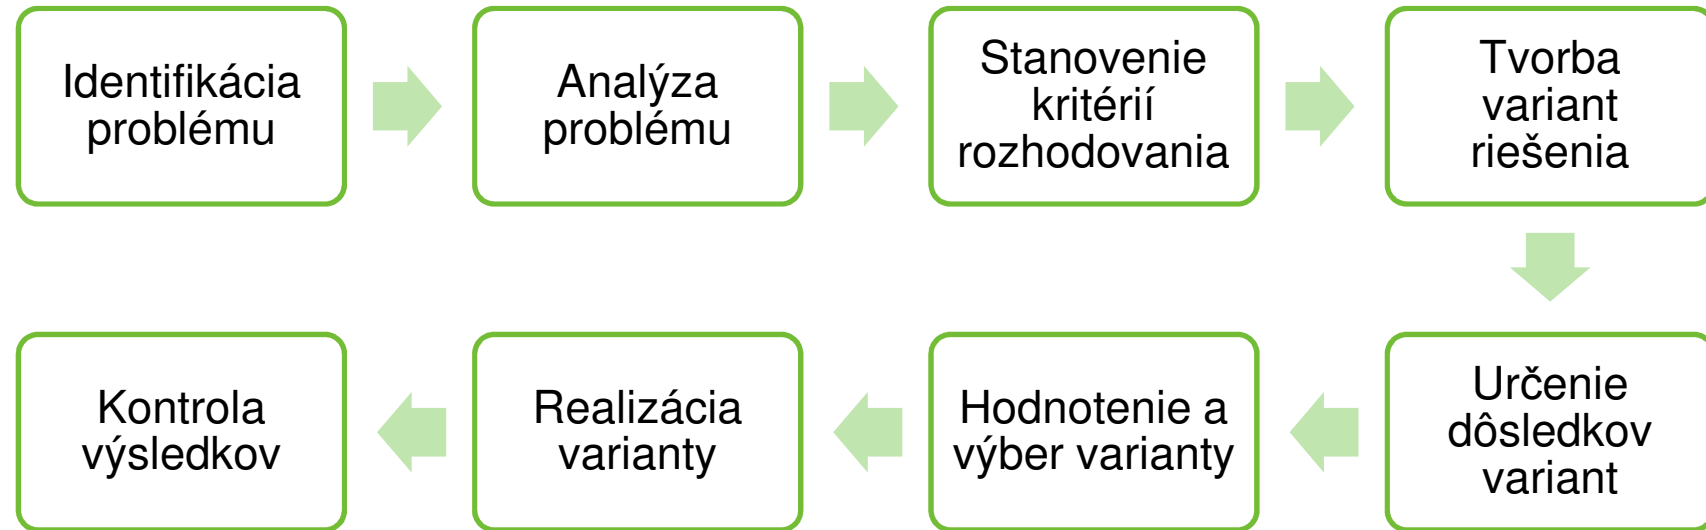 Identifikácia
problému
Analýza
problému
Stanovenie
kritérií
rozhodovania
Tvorba
variant
riešenia
Určenie
dôsledkov
variant
Hodnotenie a
výber varianty
Realizácia
varianty
Kontrola
výsledkov